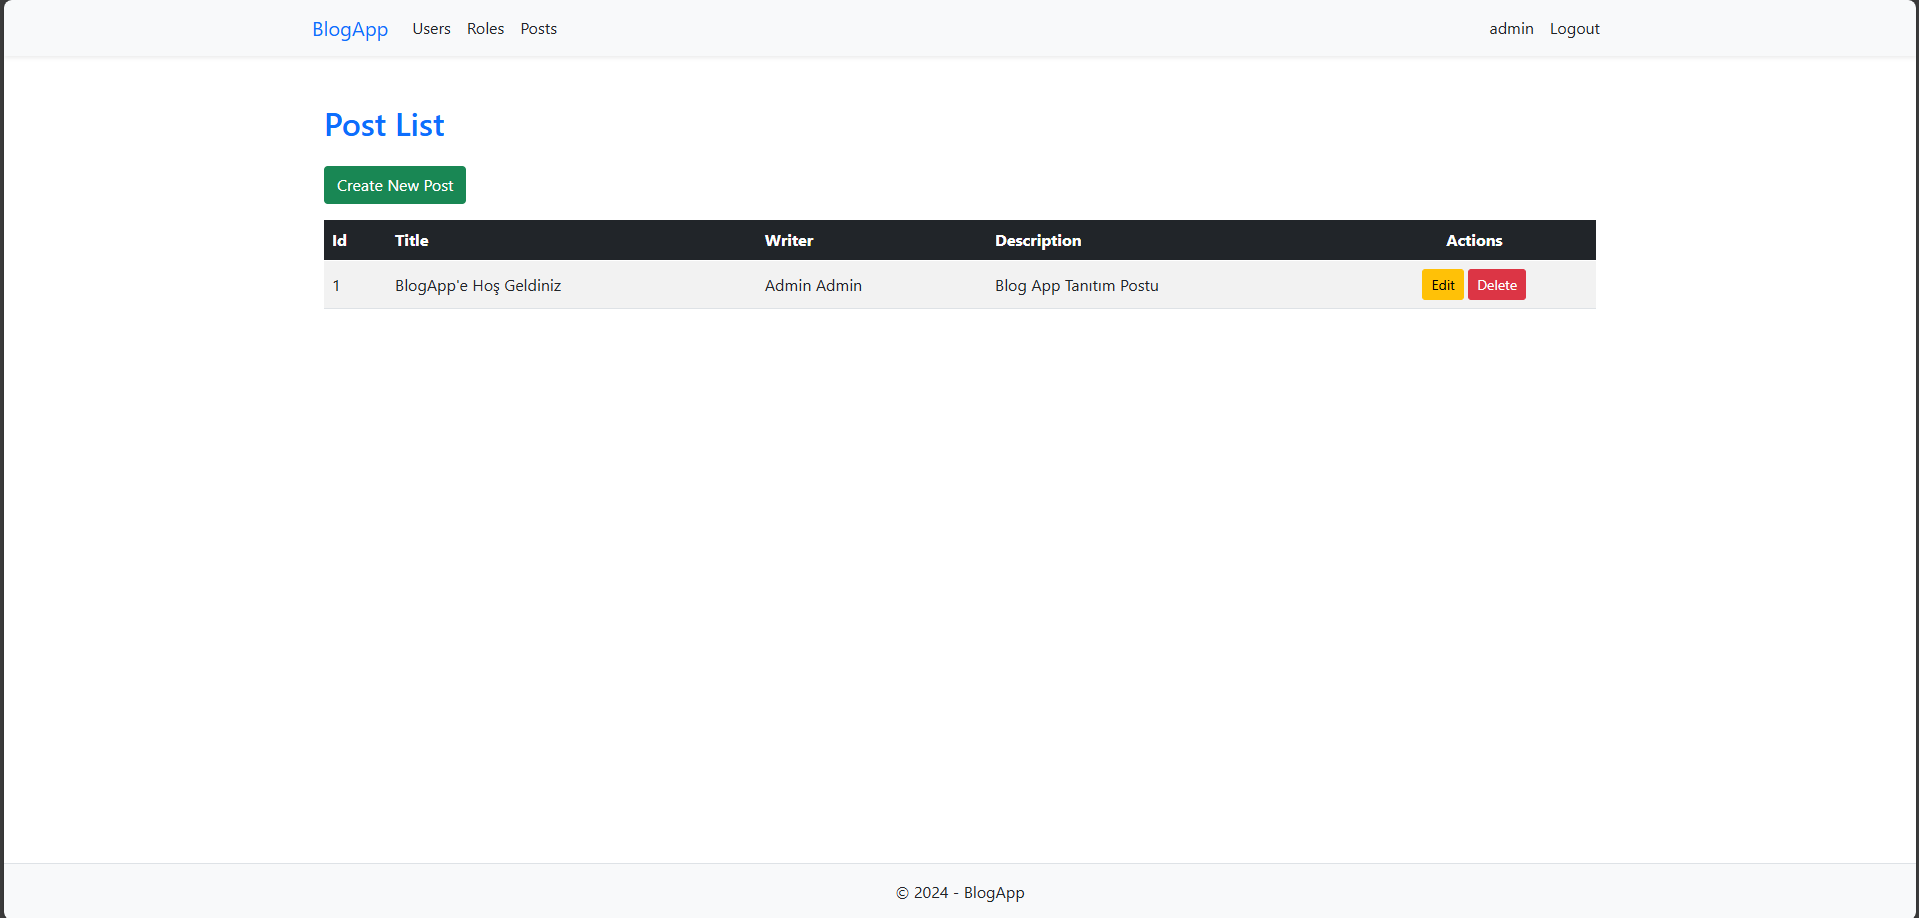 BlogApp Users Roles Posts admin Logout
Post List
Create New Post
Id Title Writer Description Actions
1 BlogApp'e Hoş Geldiniz Admin Admin Blog App Tanıtım Postu Edit Delete
© 2024 - BlogApp